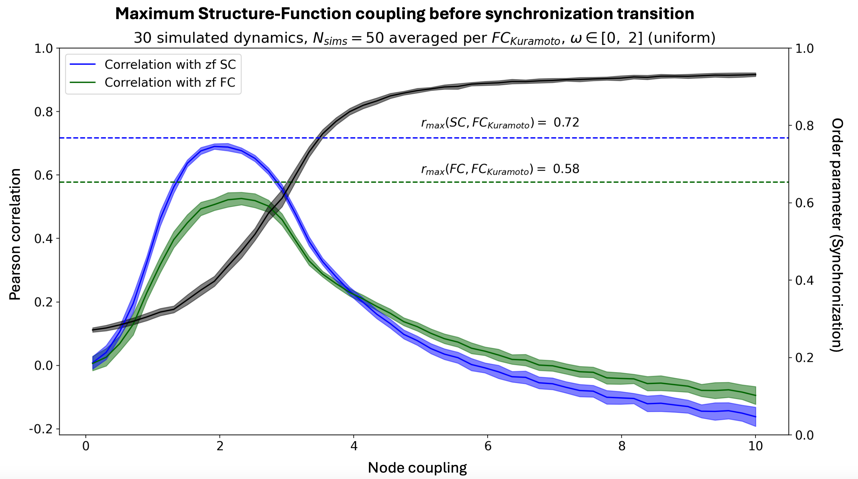 Maximum Structure-Function coupling before synchronization transition
30 simulated dynamics, N_sims = 50 averaged per FC_Kuramoto, ω ∈ [0, 2] (uniform)
Correlation with zf SC
Correlation with zf FC
r_max(SC, FC_Kuramoto) = 0.72
r_max(FC, FC_Kuramoto) = 0.58
Pearson correlation
1.0
0.8
0.6
0.4
0.2
0.0
-0.2
Order parameter (Synchronization)
1.0
0.8
0.6
0.4
0.2
0.0
0 2 4 6 8 10
Node coupling